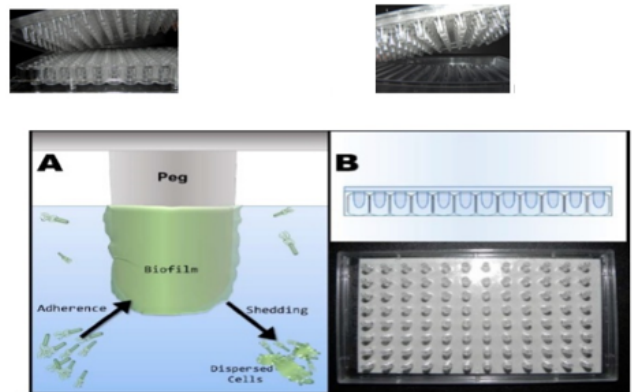 A
B
Peg
Biofilm
Adherence
Shedding
Dispersed
Cells